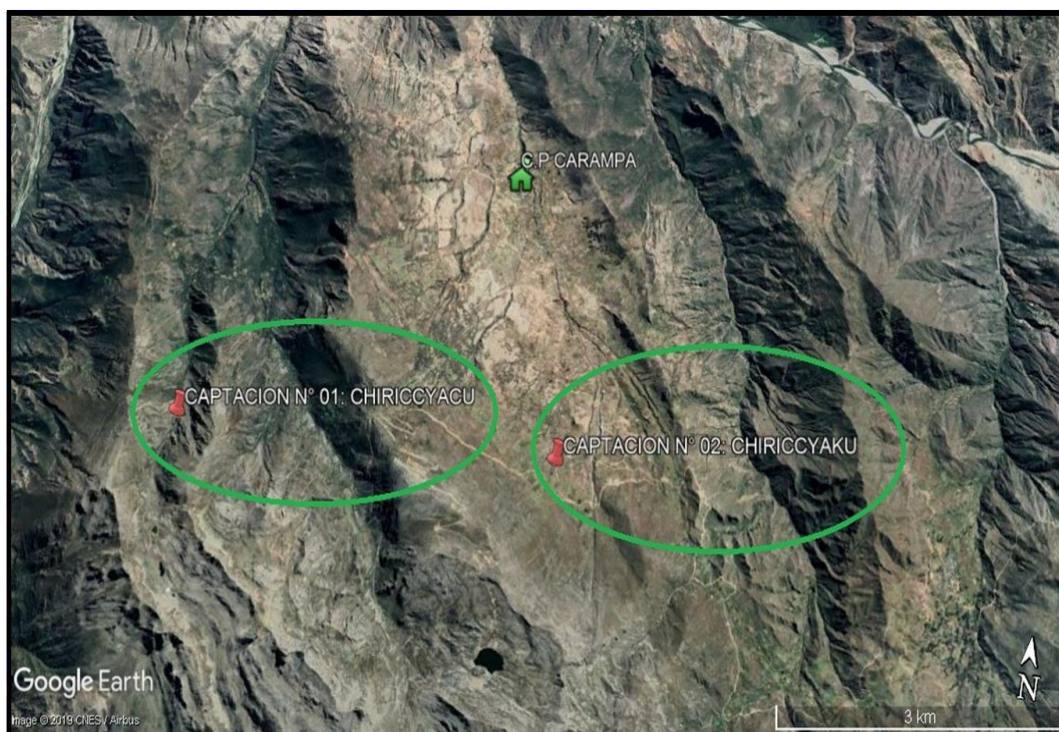 C.P CARAMPA
CAPTACION N° 01: CHIRICCYACU
CAPTACION N° 02: CHIRICCYAKU
Google Earth
N
Image © 2019 CNES / Airbus
3 km